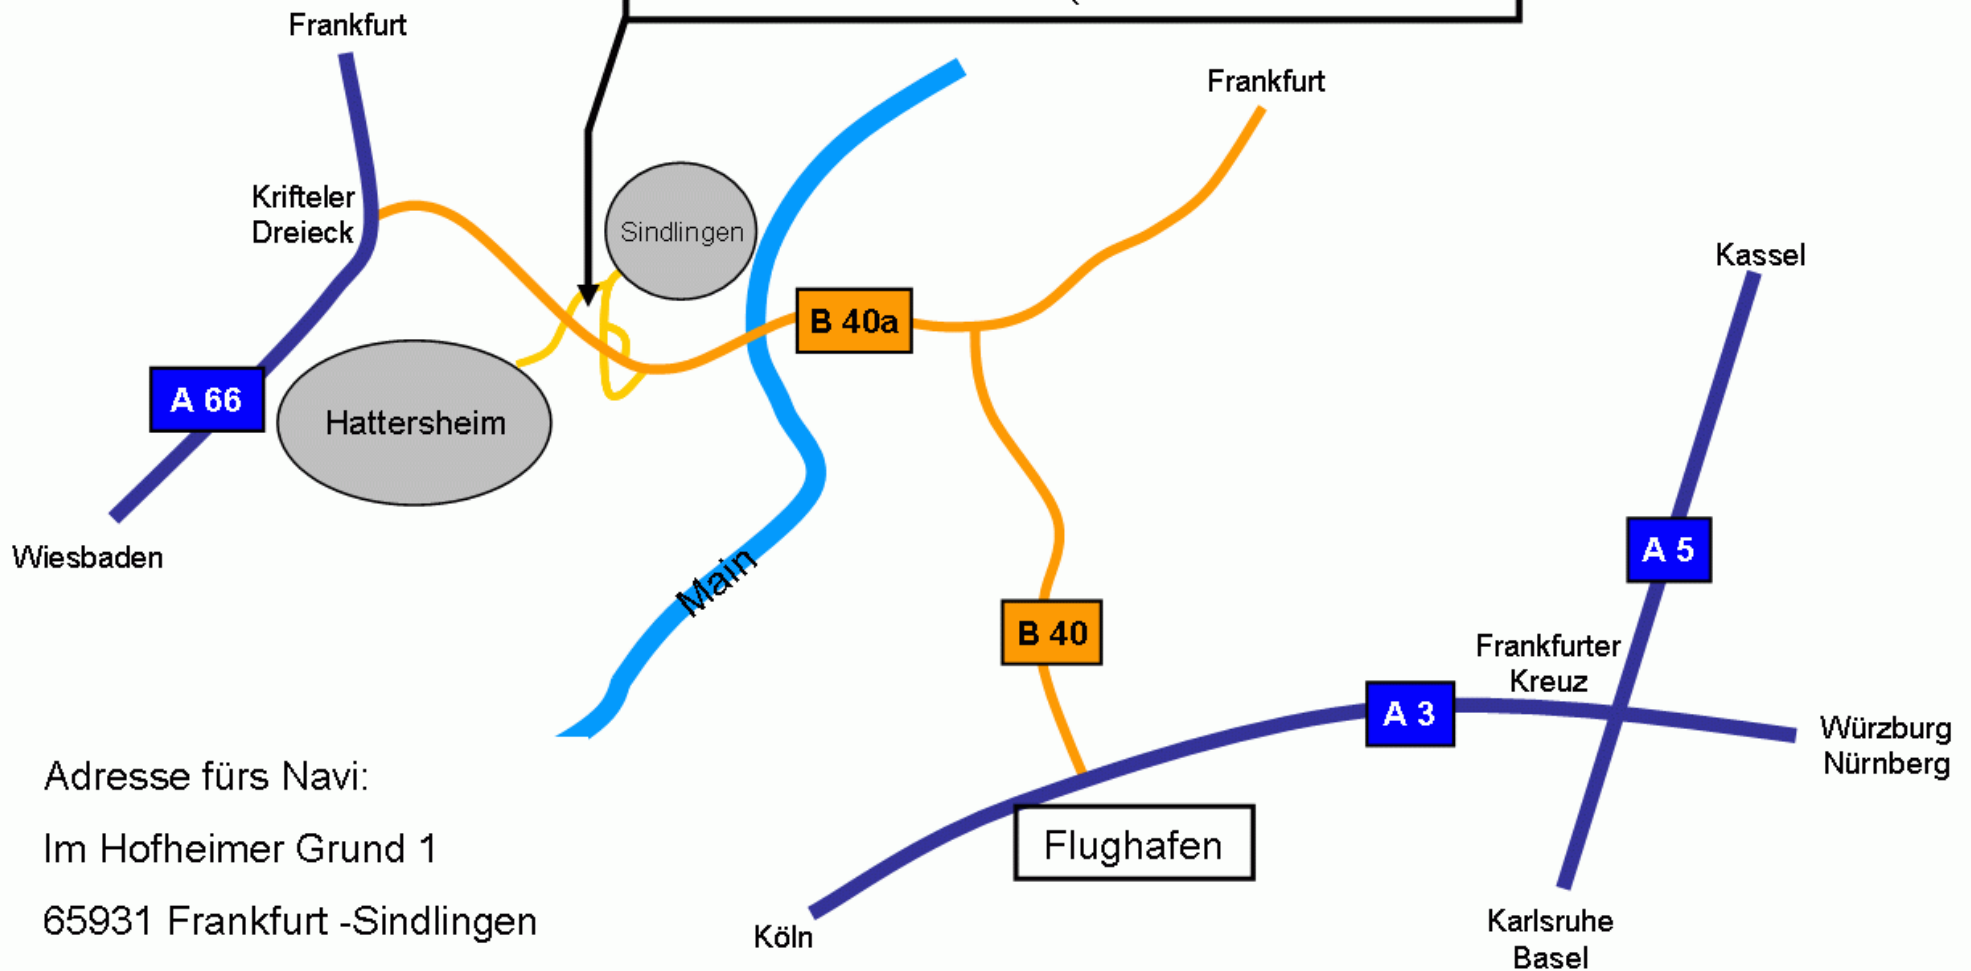 Frankfurt
Frankfurt
Krifteler
Dreieck
Sindlingen
Kassel
B 40a
A 66
Hattersheim
Wiesbaden
A 5
Main
B 40
Frankfurter
Kreuz
A 3
Würzburg
Nürnberg
Adresse fürs Navi:
Im Hofheimer Grund 1
65931 Frankfurt -Sindlingen
Flughafen
Köln
Karlsruhe
Basel